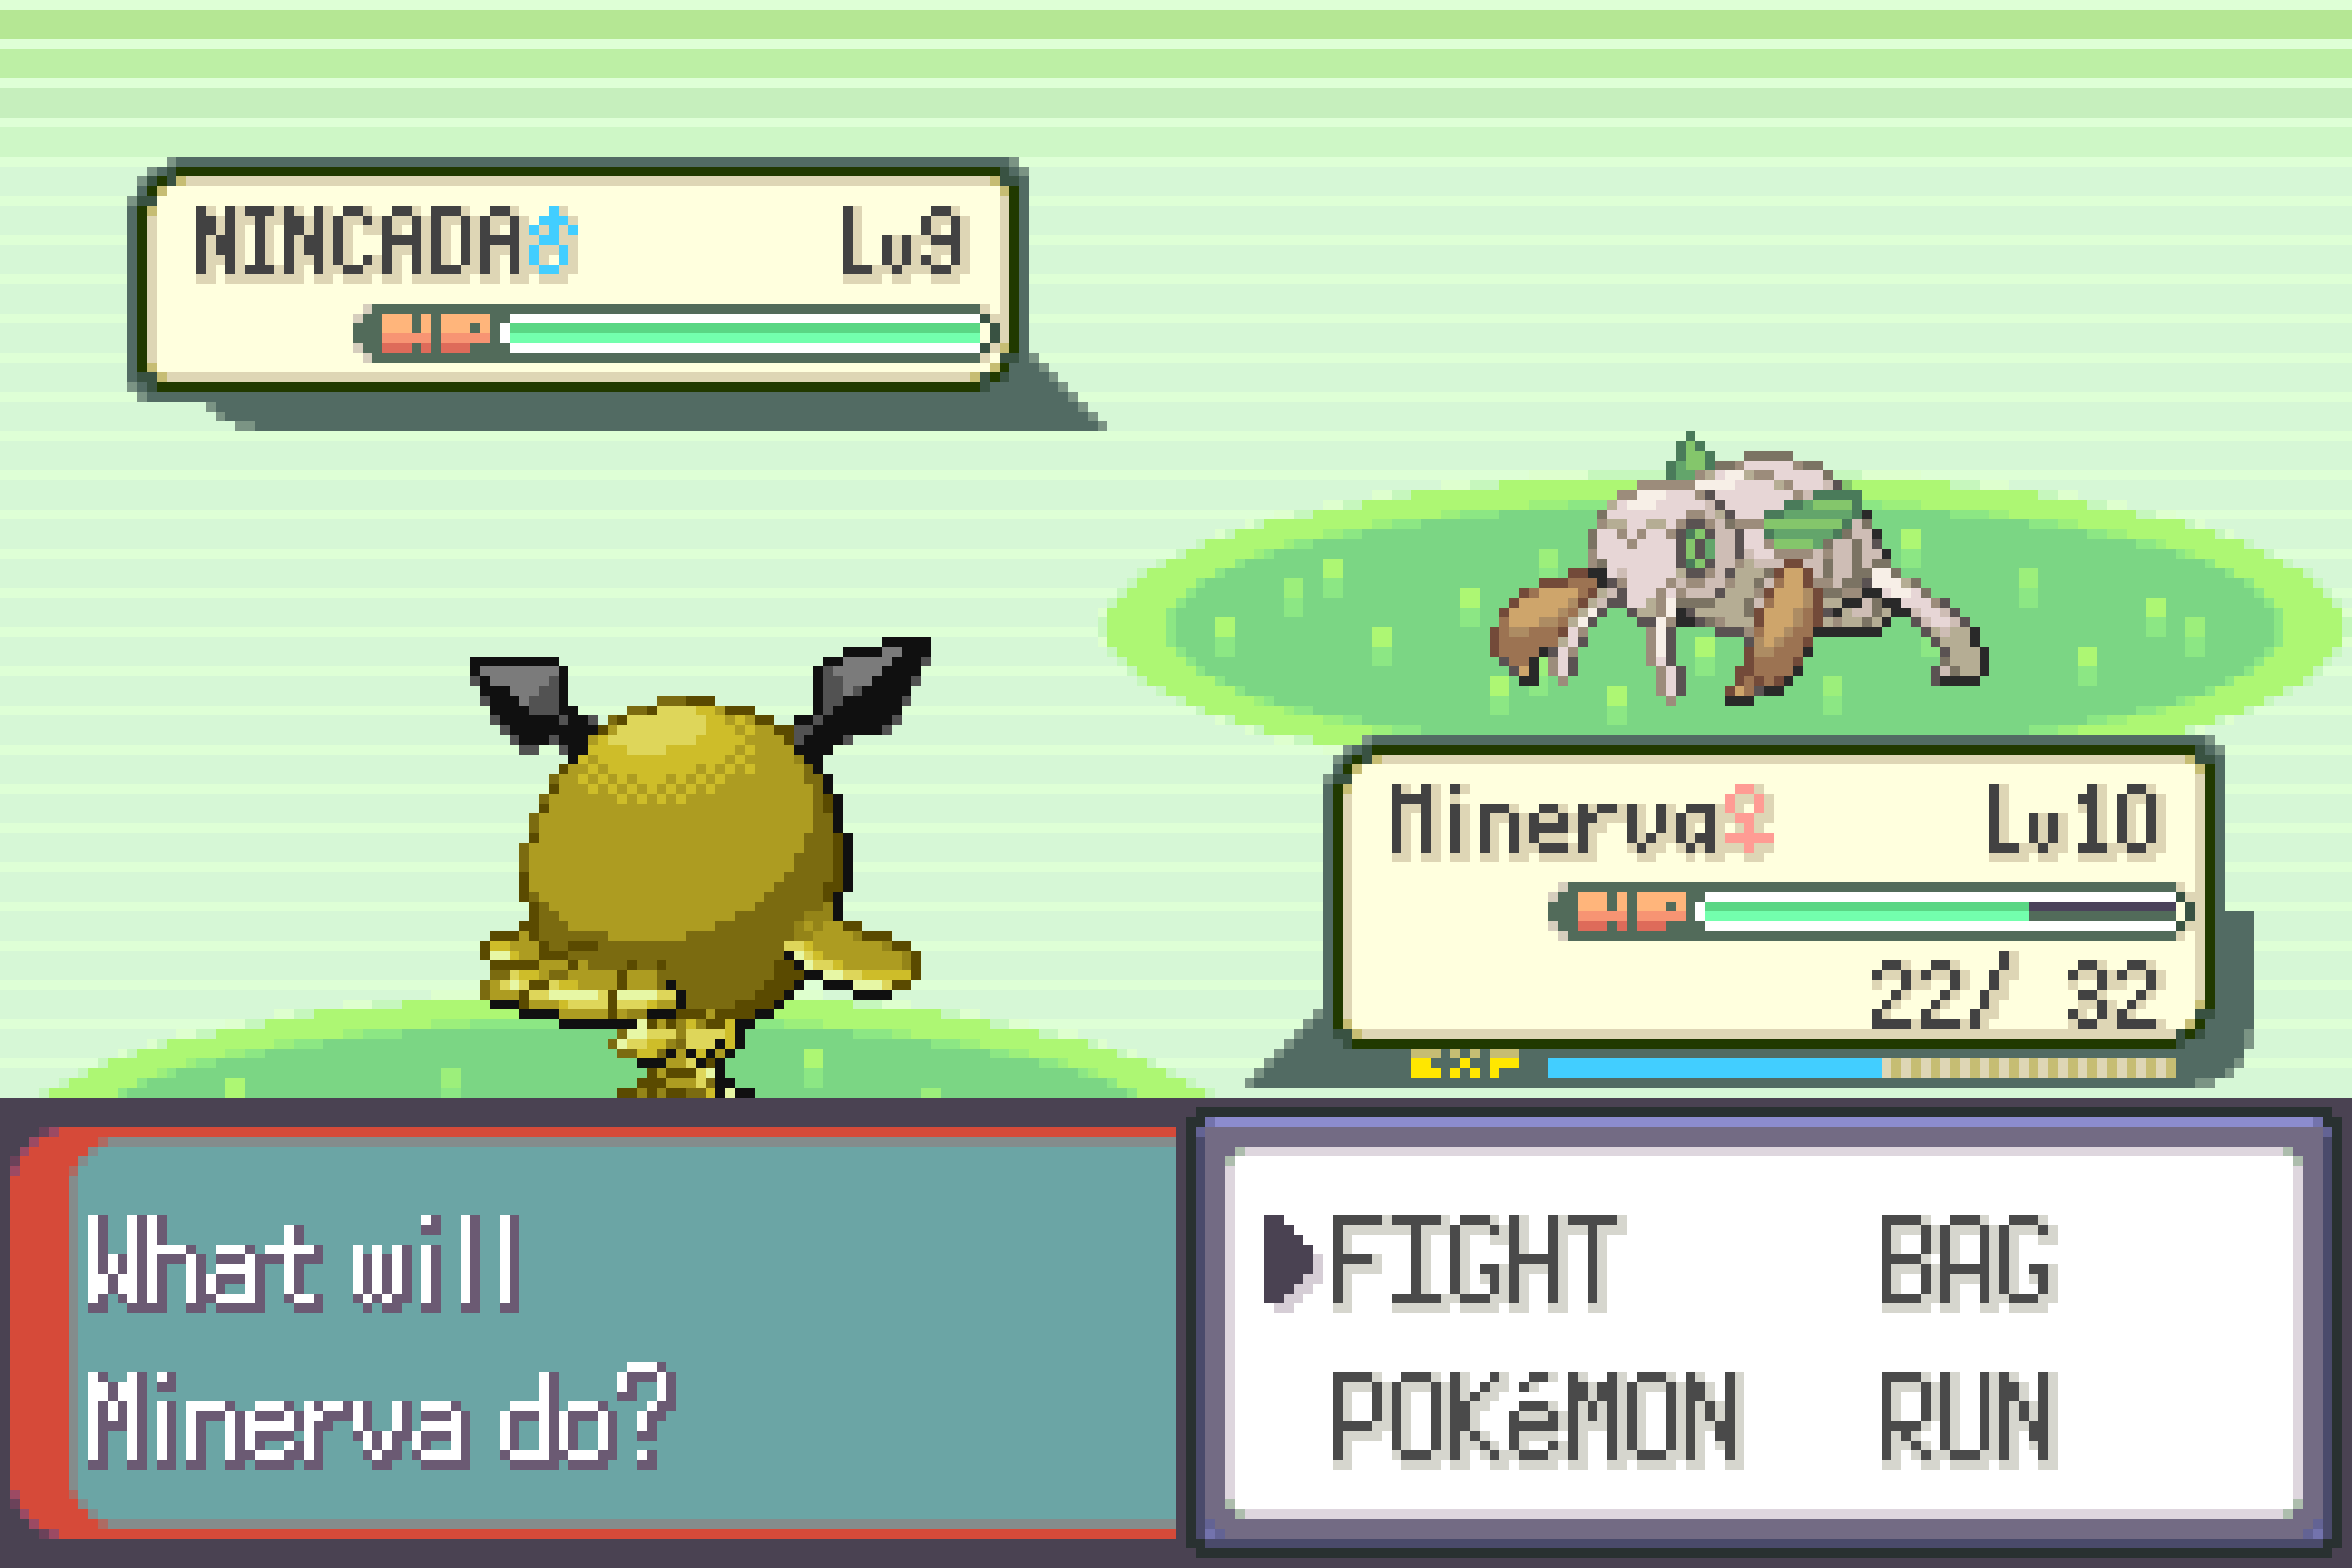 NINCADA♂ Lv9
HP
Minerva♀ Lv10
HP
22/ 32
EXP
What will
Minerva do?
FIGHT BAG
POKéMON RUN